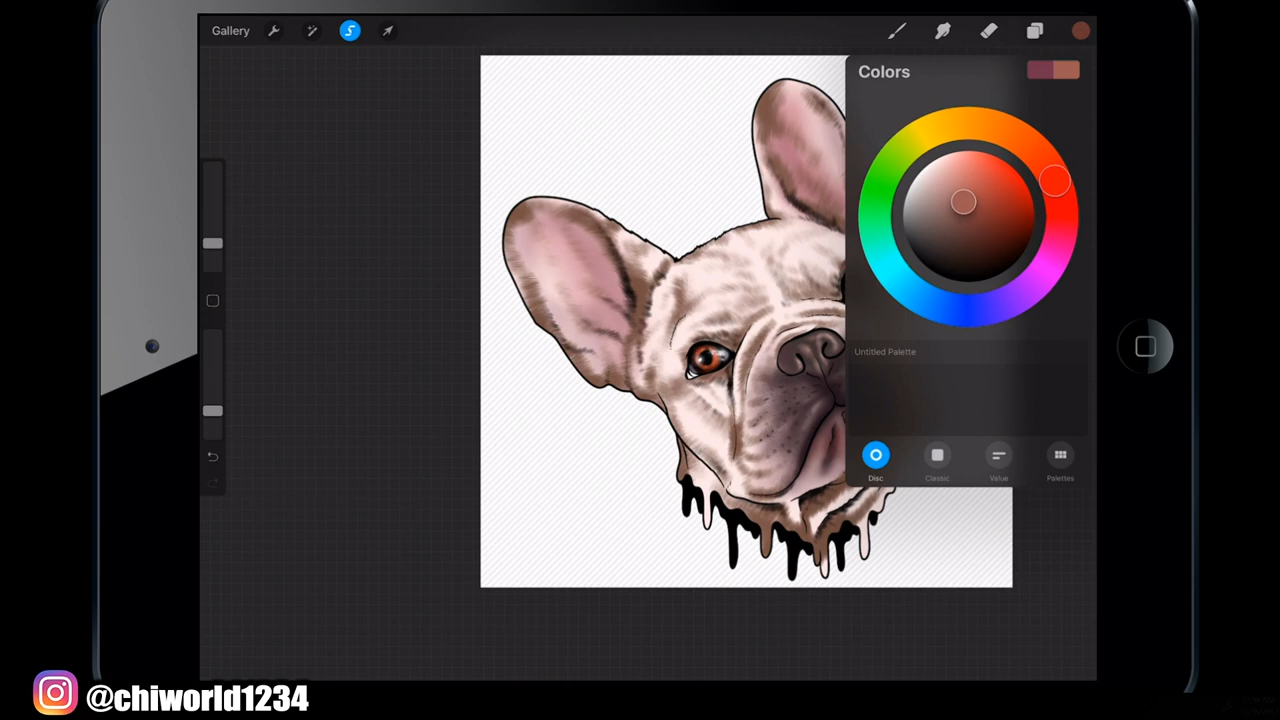 Gallery
Colors
Untitled Palette
Disc
Classic
Value
Palettes
@chiworld1234